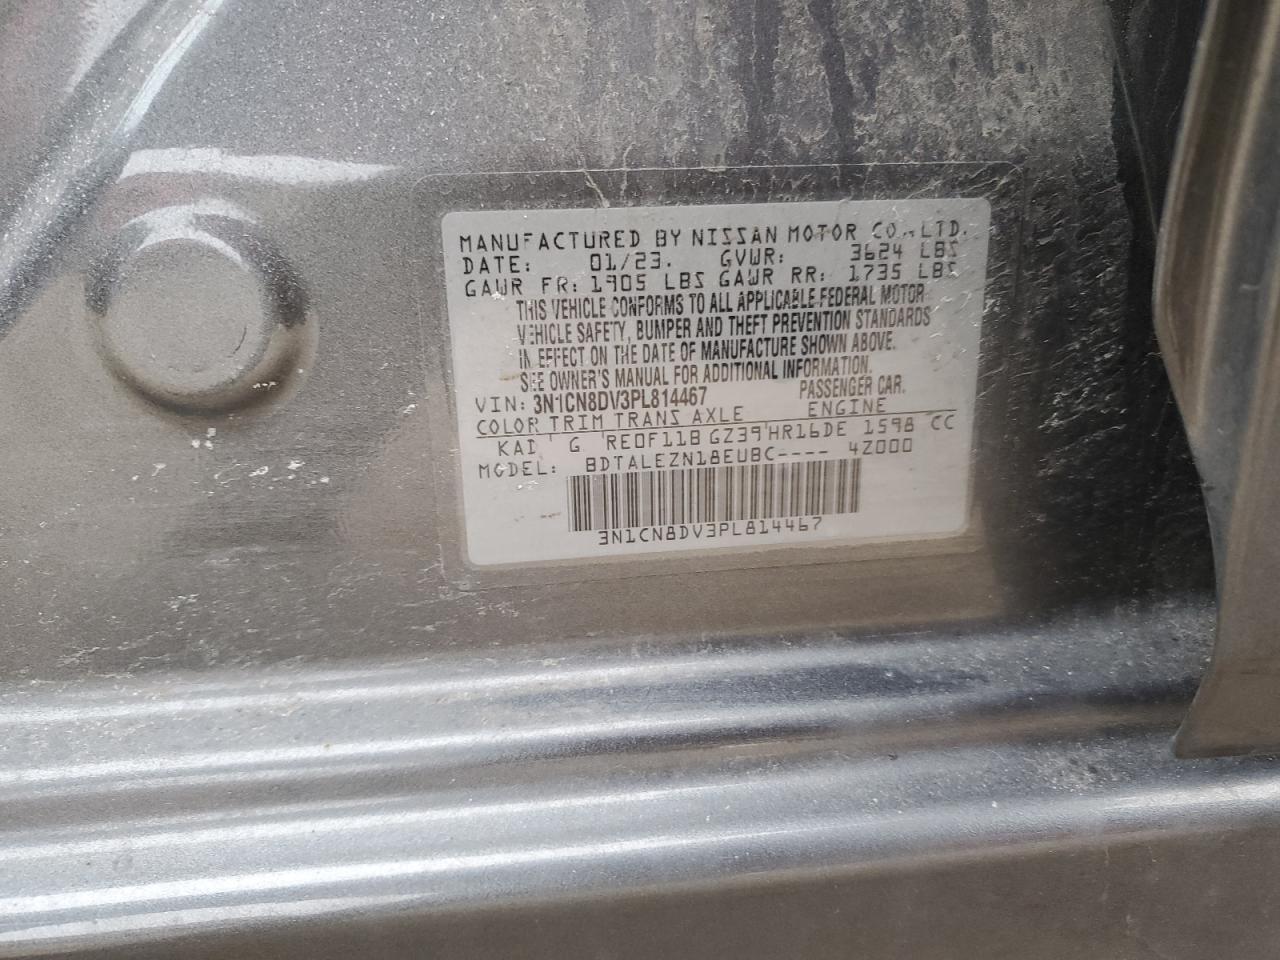 MANUFACTURED BY NISSAN MOTOR CO., LTD.
DATE: 01/23. GVWR: 3624 LBS
GAWR FR: 1905 LBS GAWR RR: 1735 LBS
THIS VEHICLE CONFORMS TO ALL APPLICABLE FEDERAL MOTOR
VEHICLE SAFETY, BUMPER AND THEFT PREVENTION STANDARDS
IN EFFECT ON THE DATE OF MANUFACTURE SHOWN ABOVE.
SEE OWNER'S MANUAL FOR ADDITIONAL INFORMATION.
VIN: 3N1CN8DV3PL814467 PASSENGER CAR.
COLOR TRIM TRANS AXLE ENGINE
KAD G RE0F11B GZ39 HR16DE 1598 CC
MODEL: BDTALEZN18EUBC---- 4Z000
3N1CN8DV3PL814467